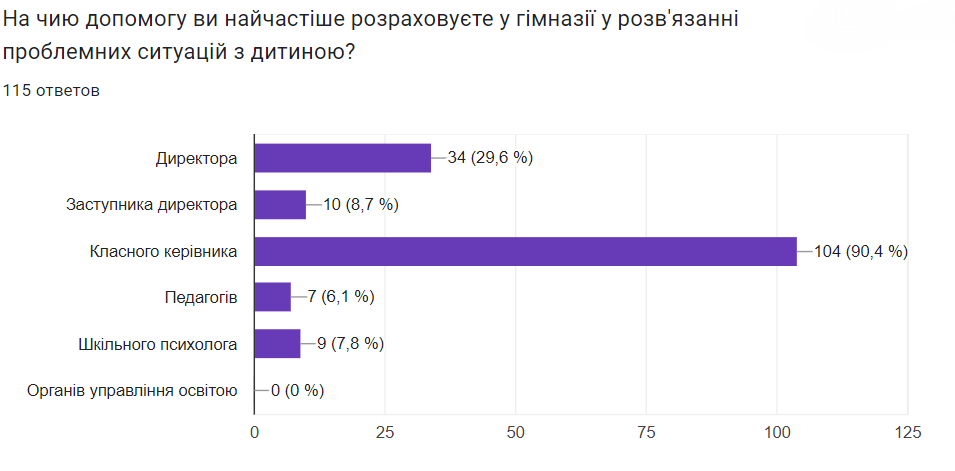 На чию допомогу ви найчастіше розраховуєте у гімназії у розв'язанні
проблемних ситуацій з дитиною?
115 ответов
Директора 34 (29,6 %)
Заступника директора 10 (8,7 %)
Класного керівника 104 (90,4 %)
Педагогів 7 (6,1 %)
Шкільного психолога 9 (7,8 %)
Органів управління освітою 0 (0 %)
0 25 50 75 100 125